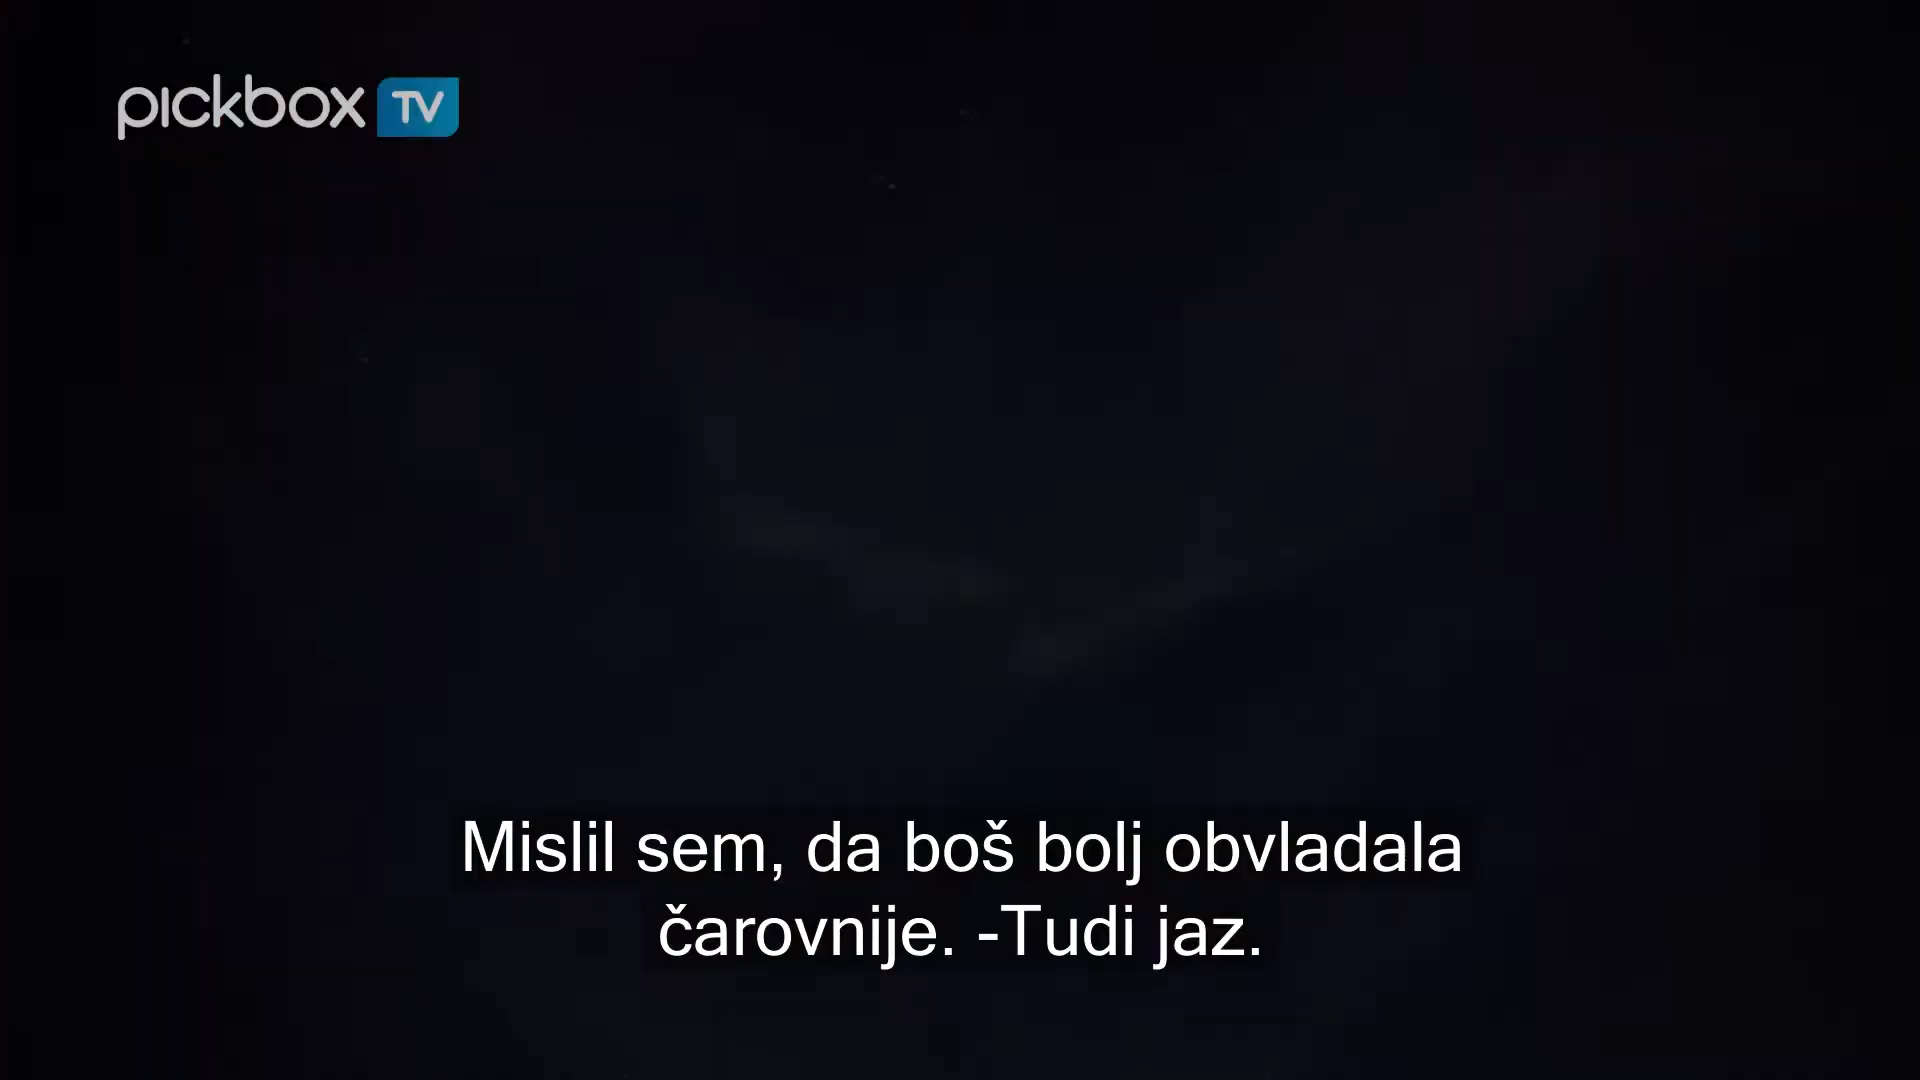 pickbox TV
Mislil sem, da boš bolj obvladala
čarovnije. -Tudi jaz.